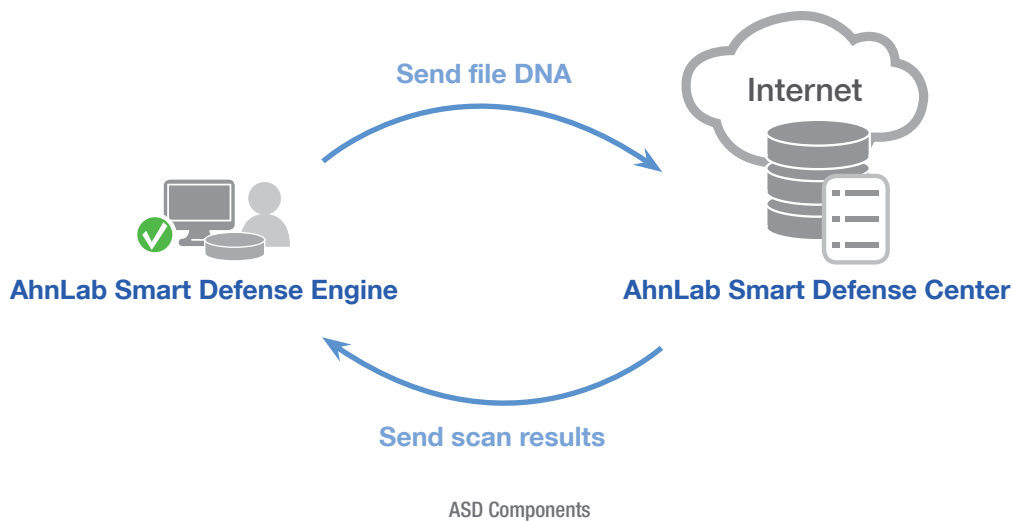 Send file DNA
Internet
AhnLab Smart Defense Engine
AhnLab Smart Defense Center
Send scan results
ASD Components